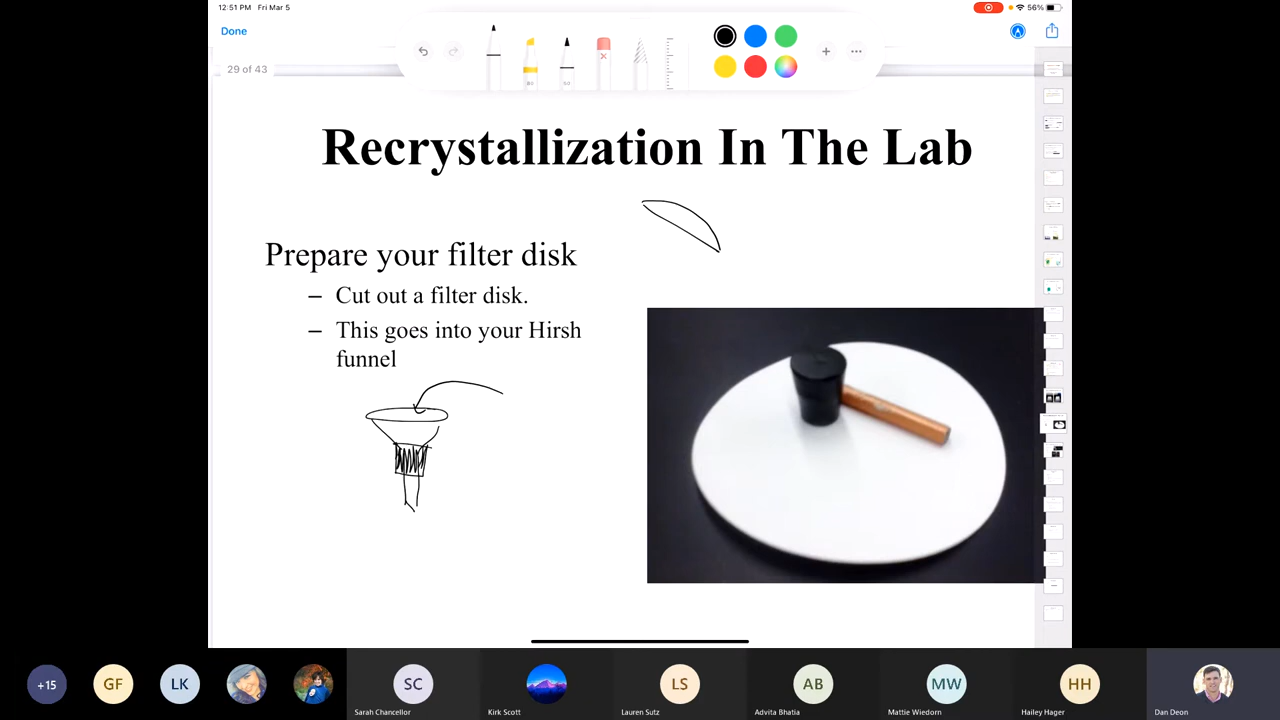 12:51 PM Fri Mar 5
56%
Done
29 of 43
Recrystallization In The Lab
Prepare your filter disk
– Cut out a filter disk.
– This goes into your Hirsh
funnel
+15
GF
LK
SC
LS
AB
MW
HH
Sarah Chancellor
Kirk Scott
Lauren Sutz
Advita Bhatia
Mattie Wiedorn
Hailey Hager
Dan Deon